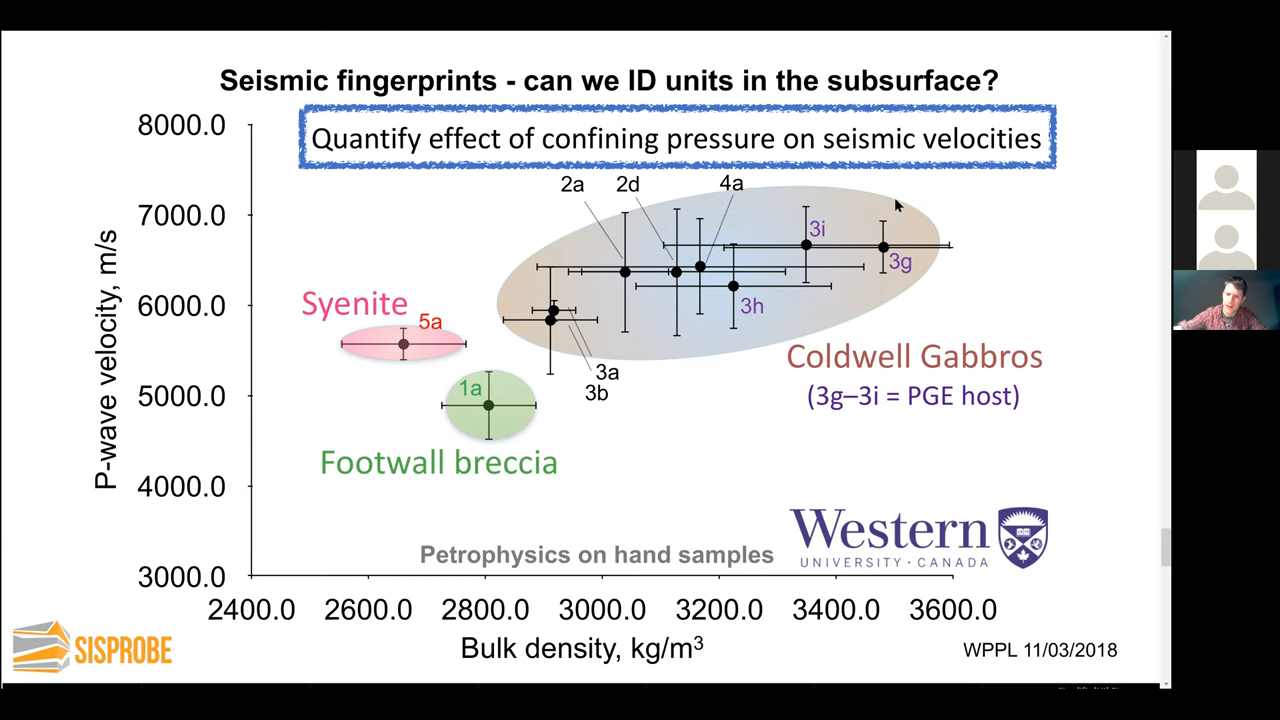 Seismic fingerprints - can we ID units in the subsurface?
Quantify effect of confining pressure on seismic velocities
8000.0
7000.0
6000.0
5000.0
4000.0
3000.0
P-wave velocity, m/s
2a
2d
4a
3i
3g
3h
Syenite
5a
3a
3b
1a
Coldwell Gabbros
(3g–3i = PGE host)
Footwall breccia
Petrophysics on hand samples
Western
UNIVERSITY · CANADA
2400.0 2600.0 2800.0 3000.0 3200.0 3400.0 3600.0
Bulk density, kg/m³
SISPROBE
WPPL 11/03/2018